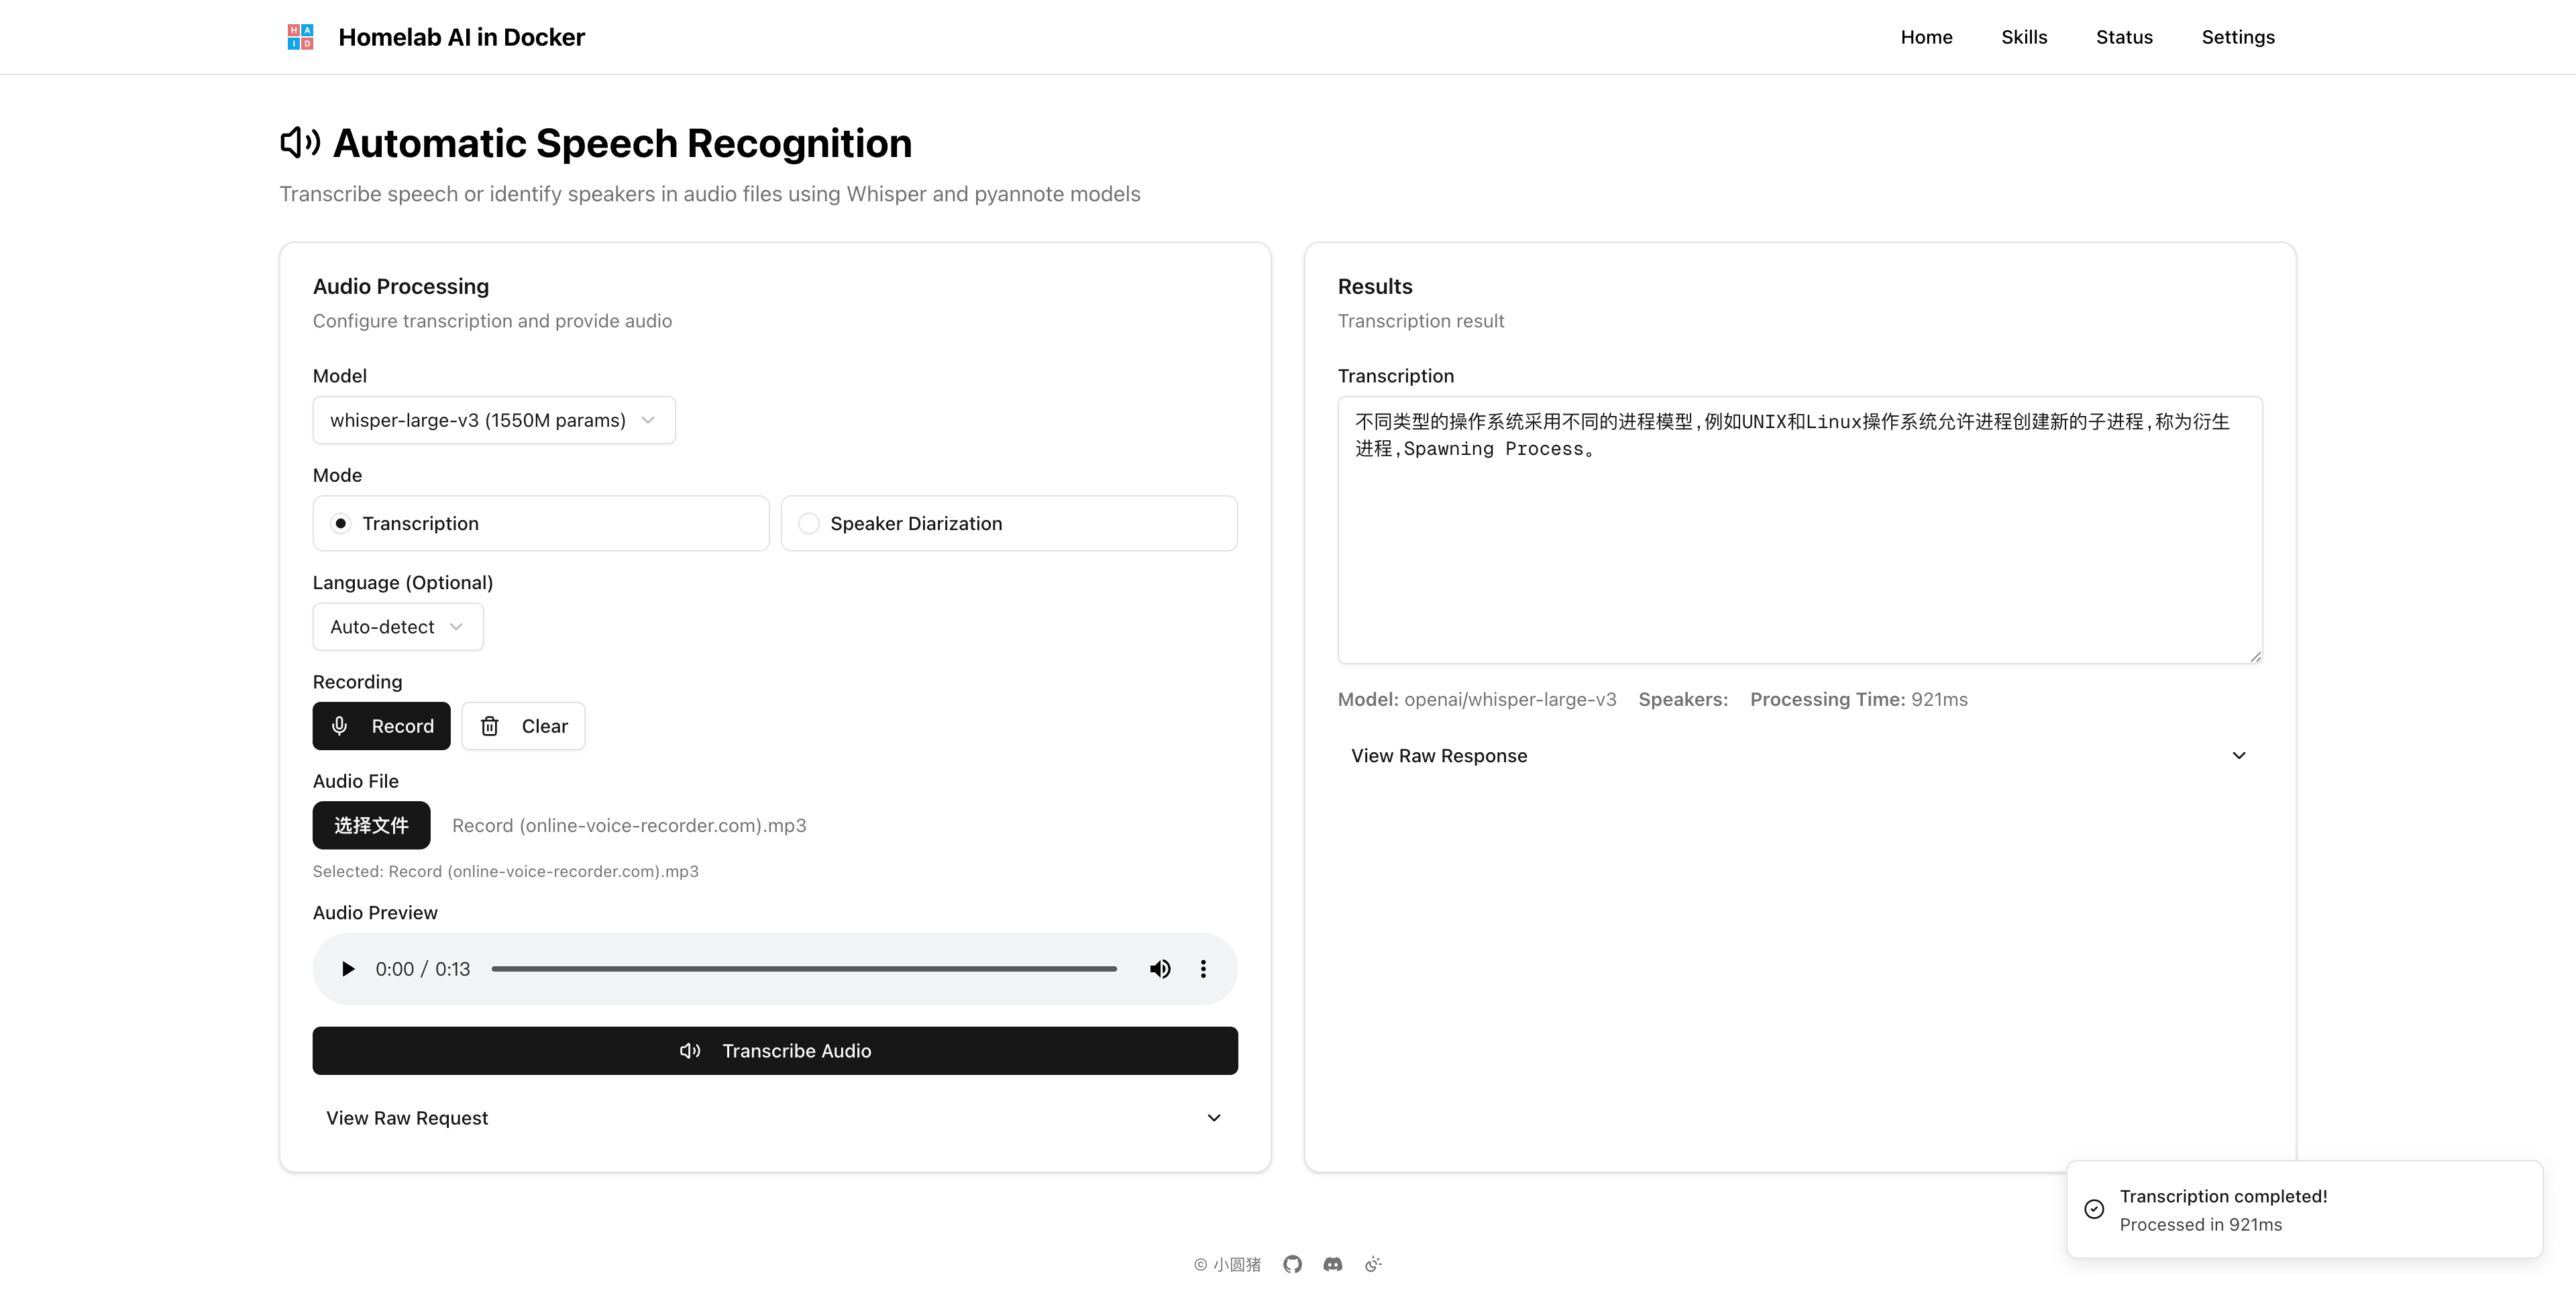 H A I D
Homelab AI in Docker
Home Skills Status Settings
Automatic Speech Recognition
Transcribe speech or identify speakers in audio files using Whisper and pyannote models
Audio Processing
Configure transcription and provide audio
Model
whisper-large-v3 (1550M params)
Mode
Transcription
Speaker Diarization
Language (Optional)
Auto-detect
Recording
Record
Clear
Audio File
选择文件 Record (online-voice-recorder.com).mp3
Selected: Record (online-voice-recorder.com).mp3
Audio Preview
0:00 / 0:13
Transcribe Audio
View Raw Request
Results
Transcription result
Transcription
不同类型的操作系统采用不同的进程模型,例如UNIX和Linux操作系统允许进程创建新的子进程,称为衍生
进程,Spawning Process。
Model: openai/whisper-large-v3 Speakers: Processing Time: 921ms
View Raw Response
Transcription completed!
Processed in 921ms
© 小圆猪